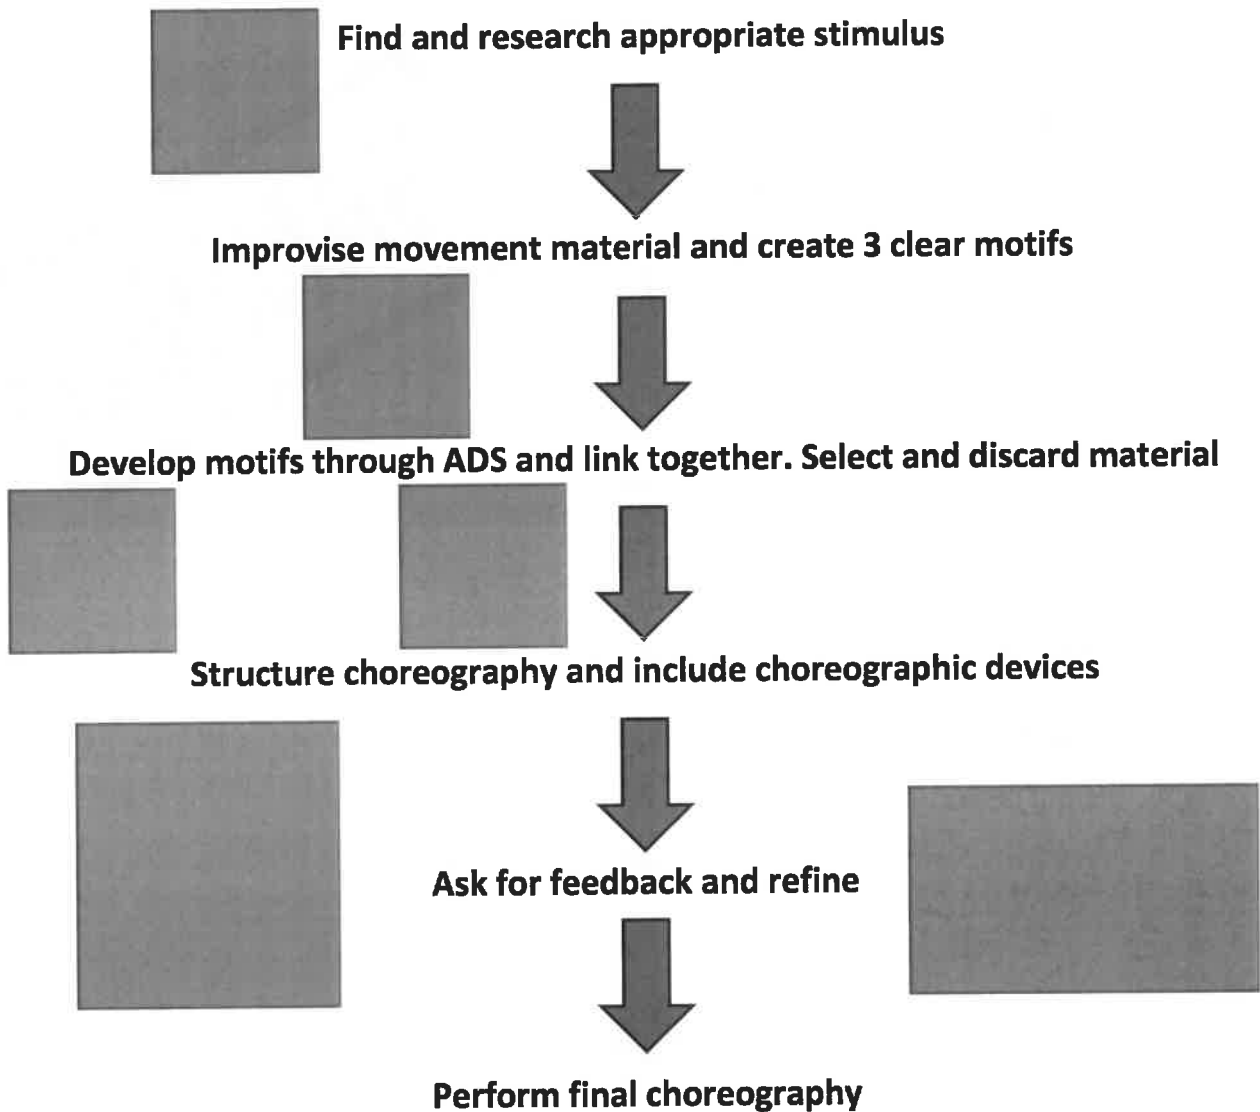 Find and research appropriate stimulus
Improvise movement material and create 3 clear motifs
Develop motifs through ADS and link together. Select and discard material
Structure choreography and include choreographic devices
Ask for feedback and refine
Perform final choreography